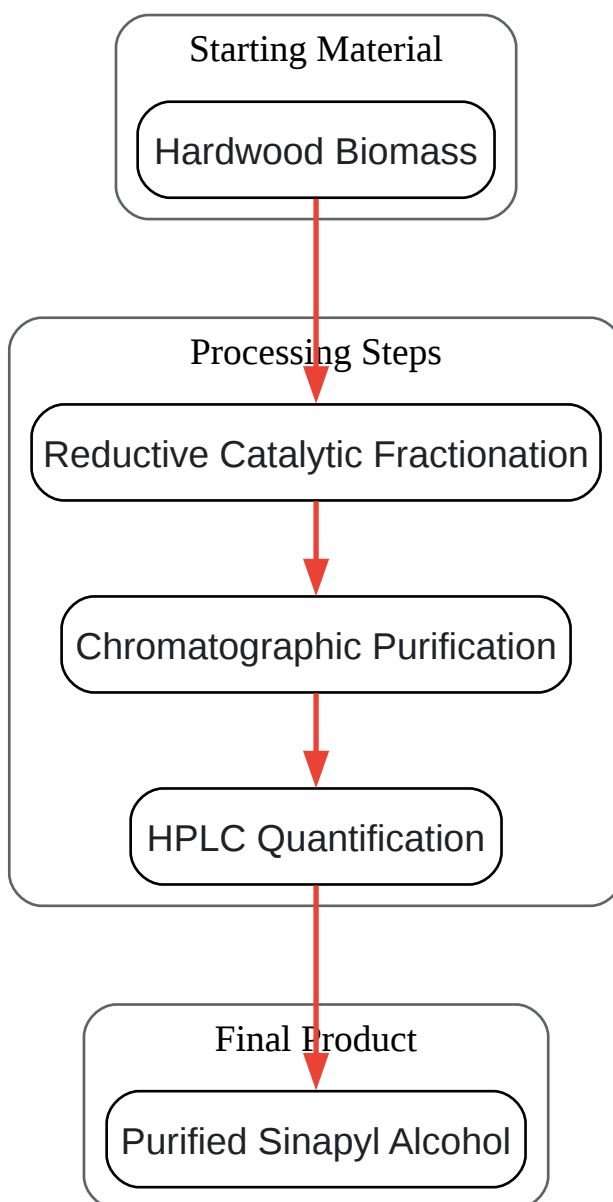 Starting Material
Hardwood Biomass
Processing Steps
Reductive Catalytic Fractionation
Chromatographic Purification
HPLC Quantification
Final Product
Purified Sinapyl Alcohol